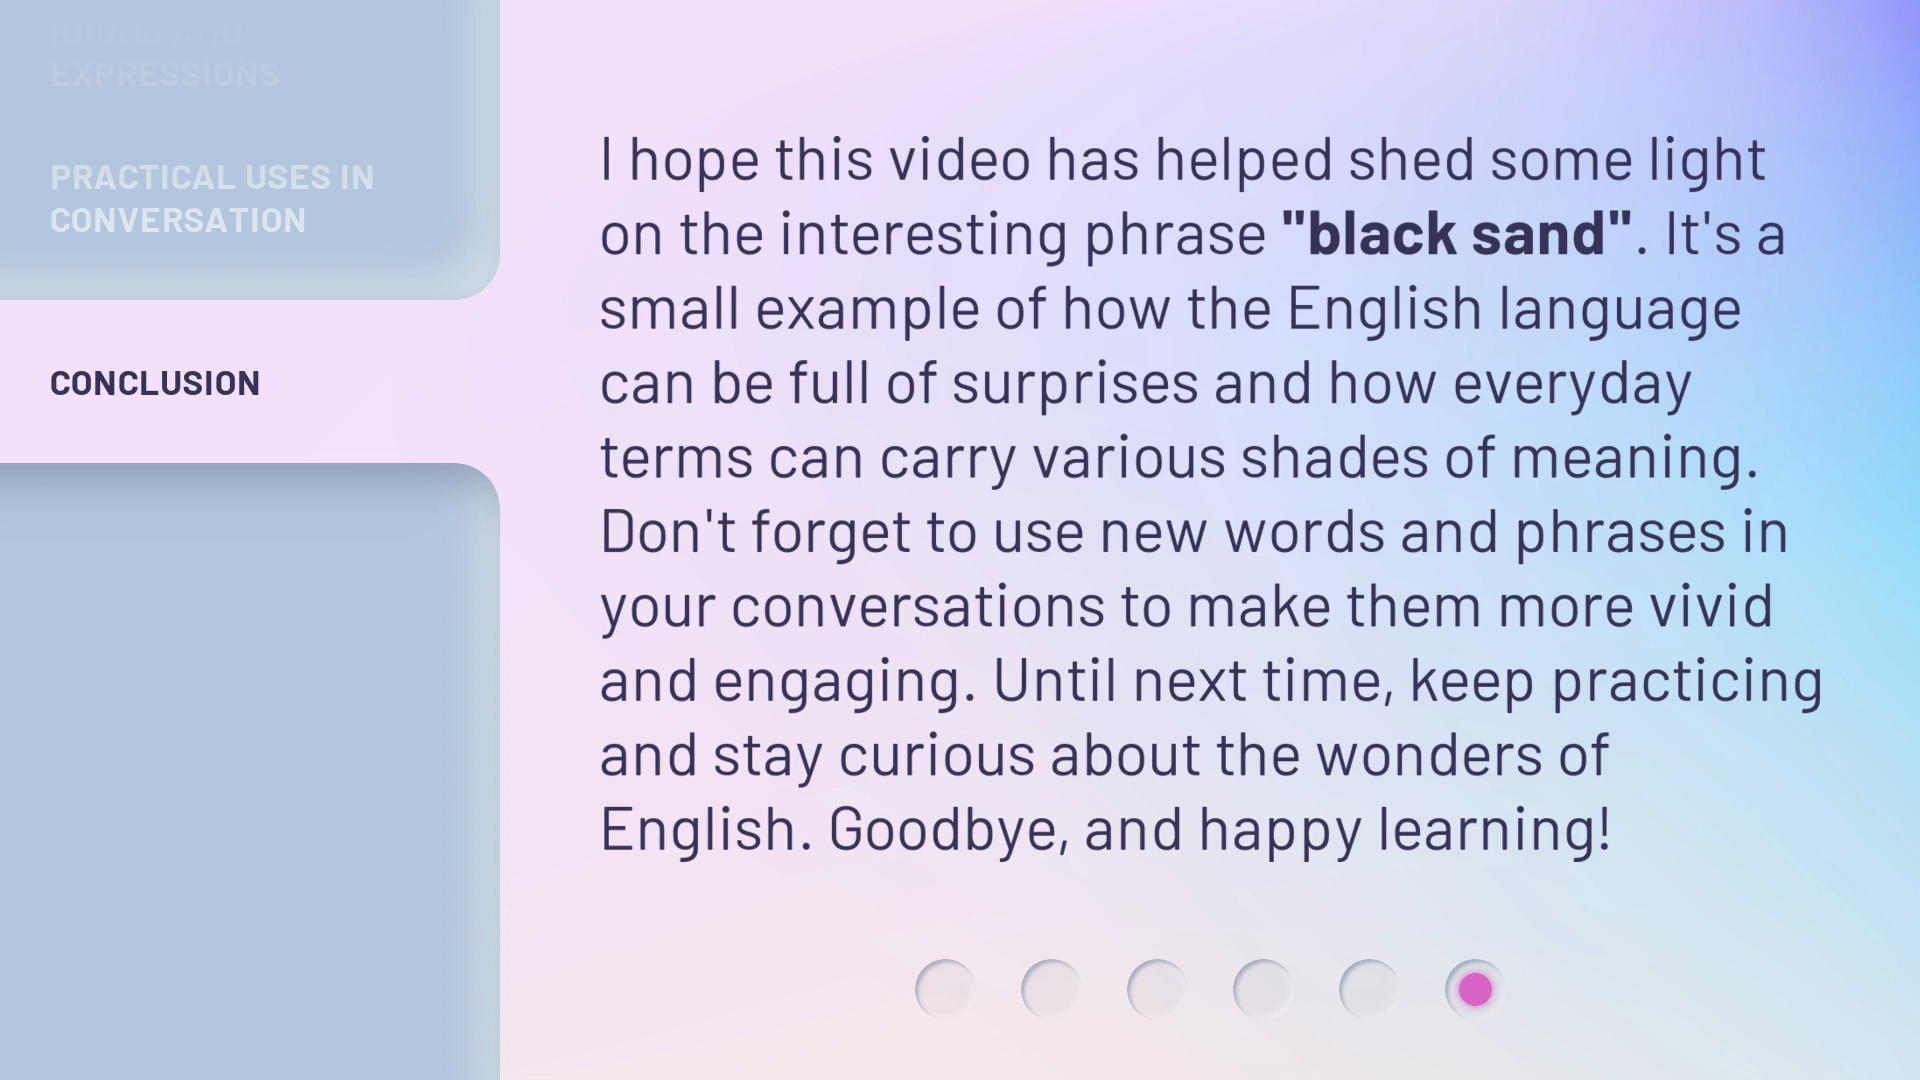 EXPRESSIONS
PRACTICAL USES IN
CONVERSATION
CONCLUSION
I hope this video has helped shed some light
on the interesting phrase "black sand". It's a
small example of how the English language
can be full of surprises and how everyday
terms can carry various shades of meaning.
Don't forget to use new words and phrases in
your conversations to make them more vivid
and engaging. Until next time, keep practicing
and stay curious about the wonders of
English. Goodbye, and happy learning!